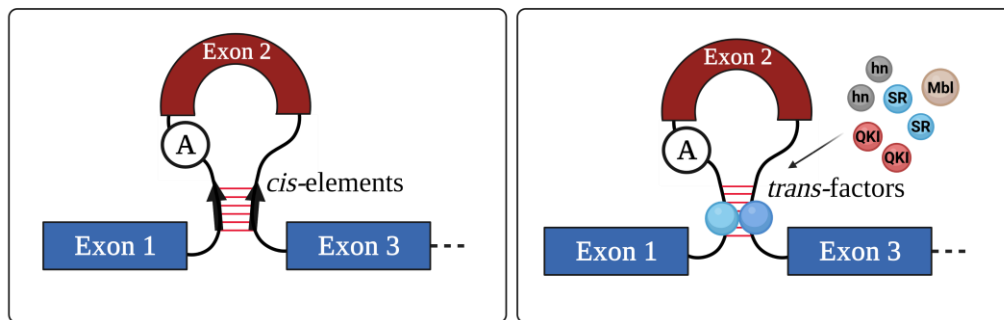 Exon 2
A
cis-elements
Exon 1
Exon 3
Exon 2
hn
hn
SR
Mbl
SR
QKI
QKI
A
trans-factors
Exon 1
Exon 3